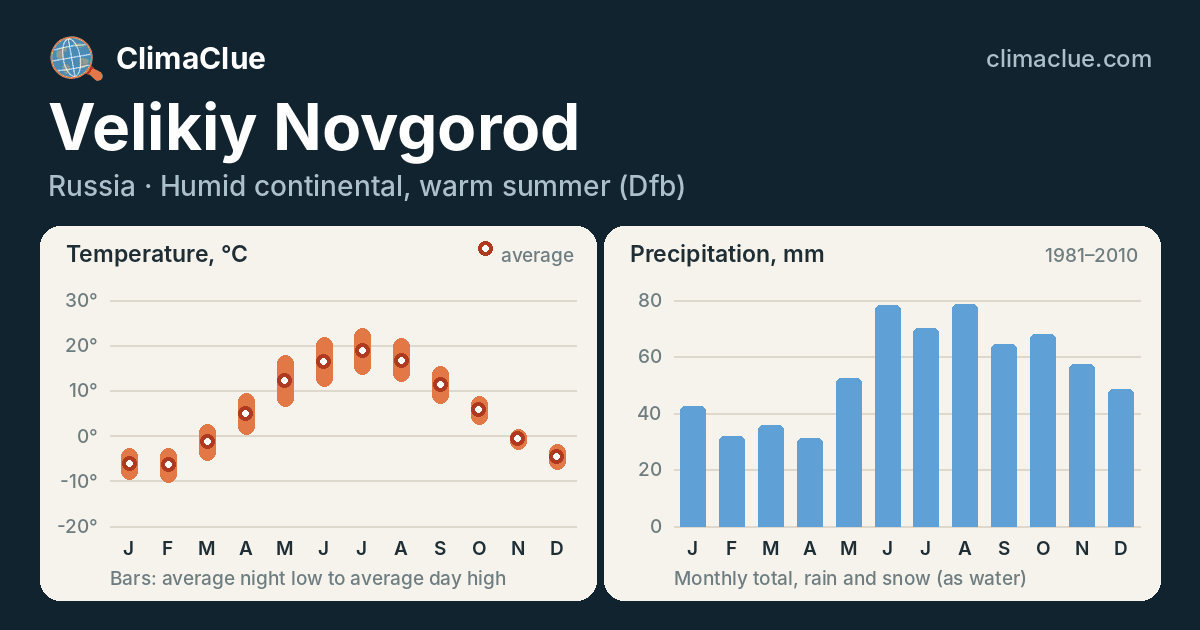 ClimaClue
climaclue.com
Velikiy Novgorod
Russia · Humid continental, warm summer (Dfb)
Temperature, °C
average
30°
20°
10°
0°
-10°
-20°
J F M A M J J A S O N D
Bars: average night low to average day high
Precipitation, mm
1981–2010
80
60
40
20
0
J F M A M J J A S O N D
Monthly total, rain and snow (as water)